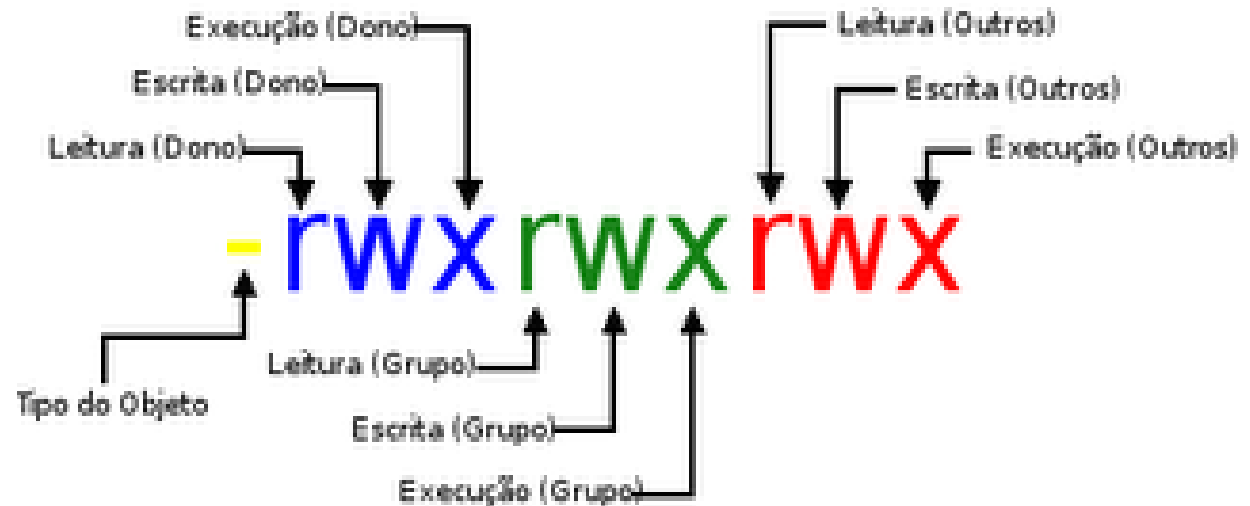 Execução (Dono)
Leitura (Outros)
Escrita (Dono)
Escrita (Outros)
Leitura (Dono)
Execução (Outros)
-rwxrwxrwx
Leitura (Grupo)
Tipo do Objeto
Escrita (Grupo)
Execução (Grupo)